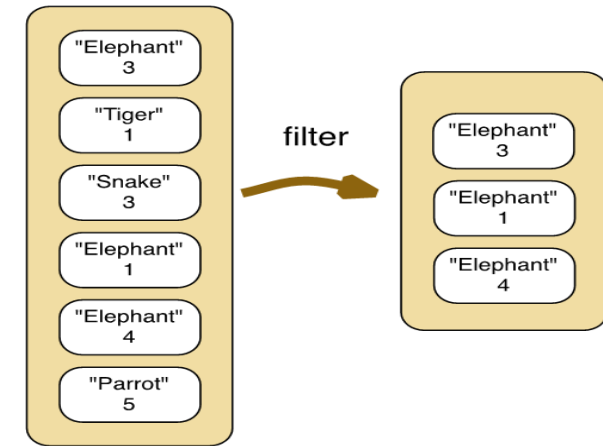 "Elephant"
3
"Tiger"
1
"Snake"
3
"Elephant"
1
"Elephant"
4
"Parrot"
5
filter
"Elephant"
3
"Elephant"
1
"Elephant"
4